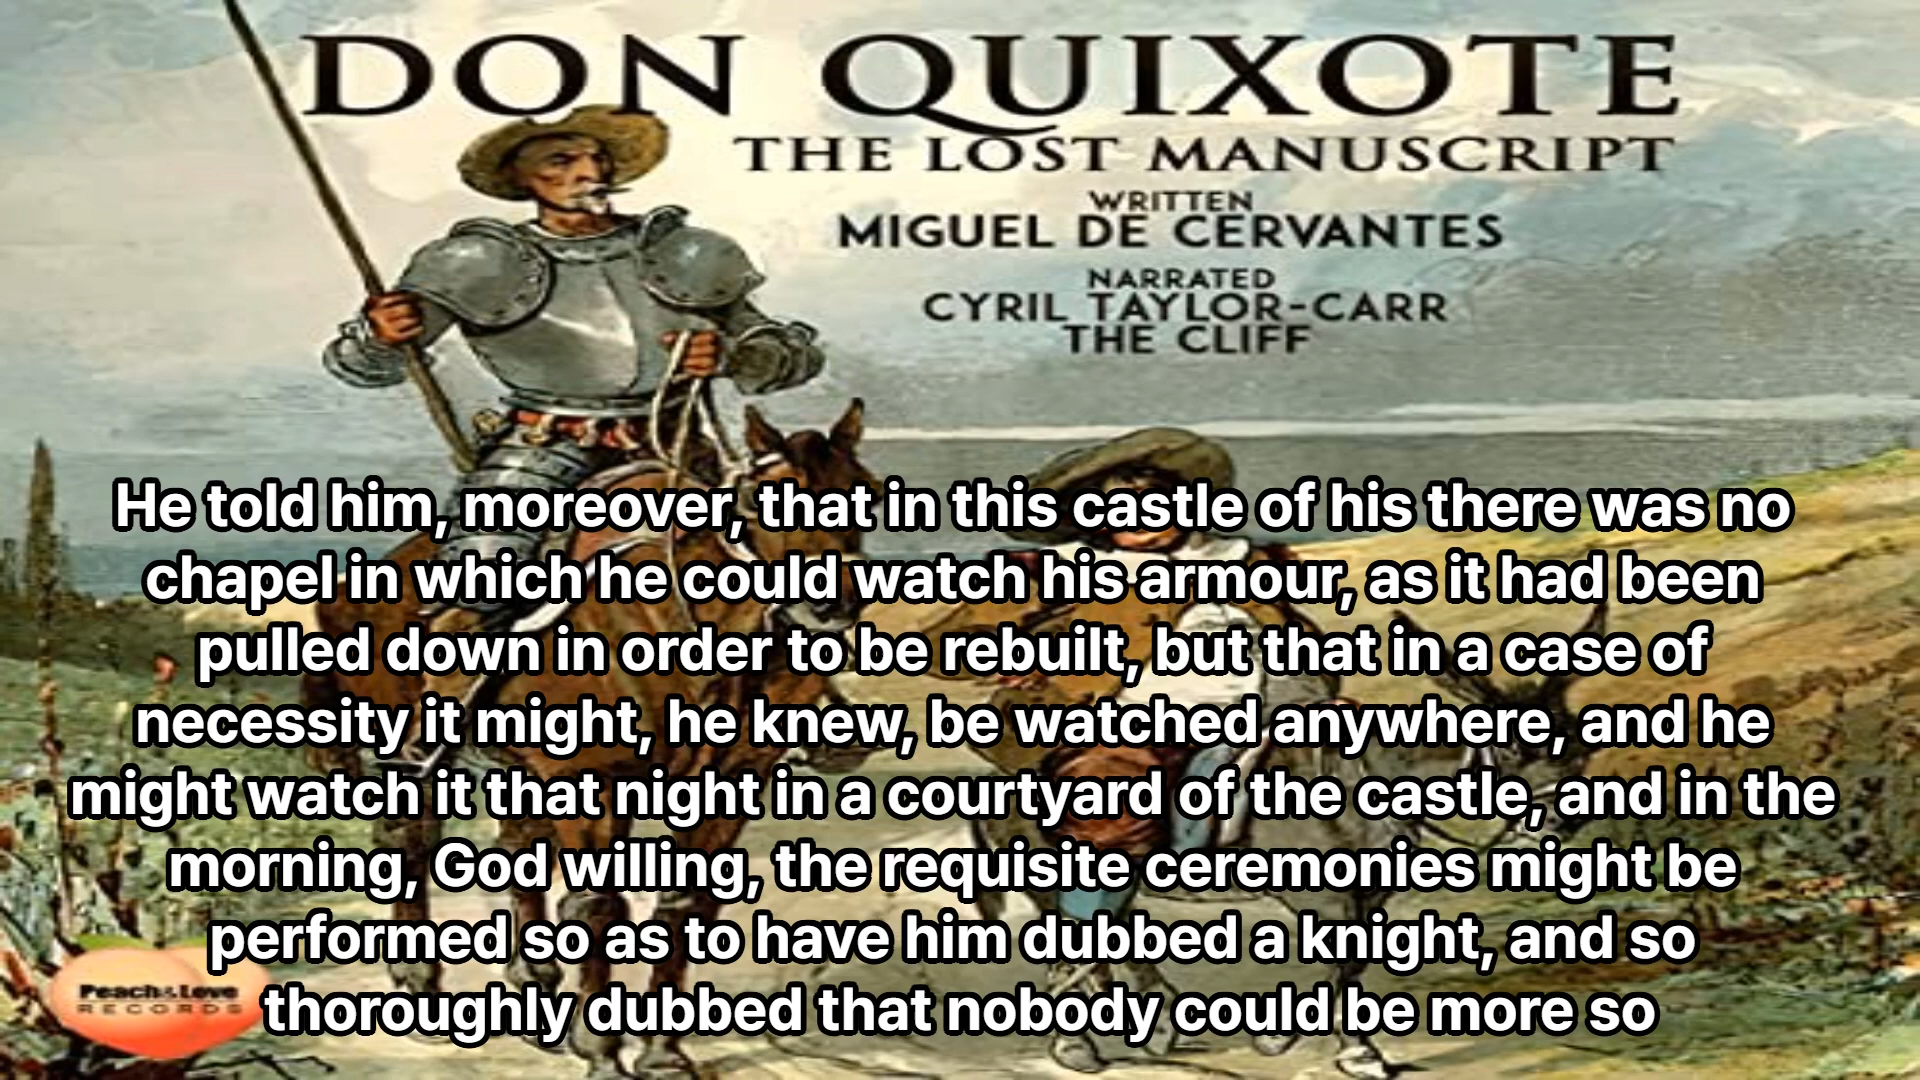 DON QUIXOTE
THE LOST MANUSCRIPT
WRITTEN
MIGUEL DE CERVANTES
NARRATED
CYRIL TAYLOR-CARR
THE CLIFF
He told him, moreover, that in this castle of his there was no
chapel in which he could watch his armour, as it had been
pulled down in order to be rebuilt, but that in a case of
necessity it might, he knew, be watched anywhere, and he
might watch it that night in a courtyard of the castle, and in the
morning, God willing, the requisite ceremonies might be
performed so as to have him dubbed a knight, and so
thoroughly dubbed that nobody could be more so
Peach&Love
RECORDS